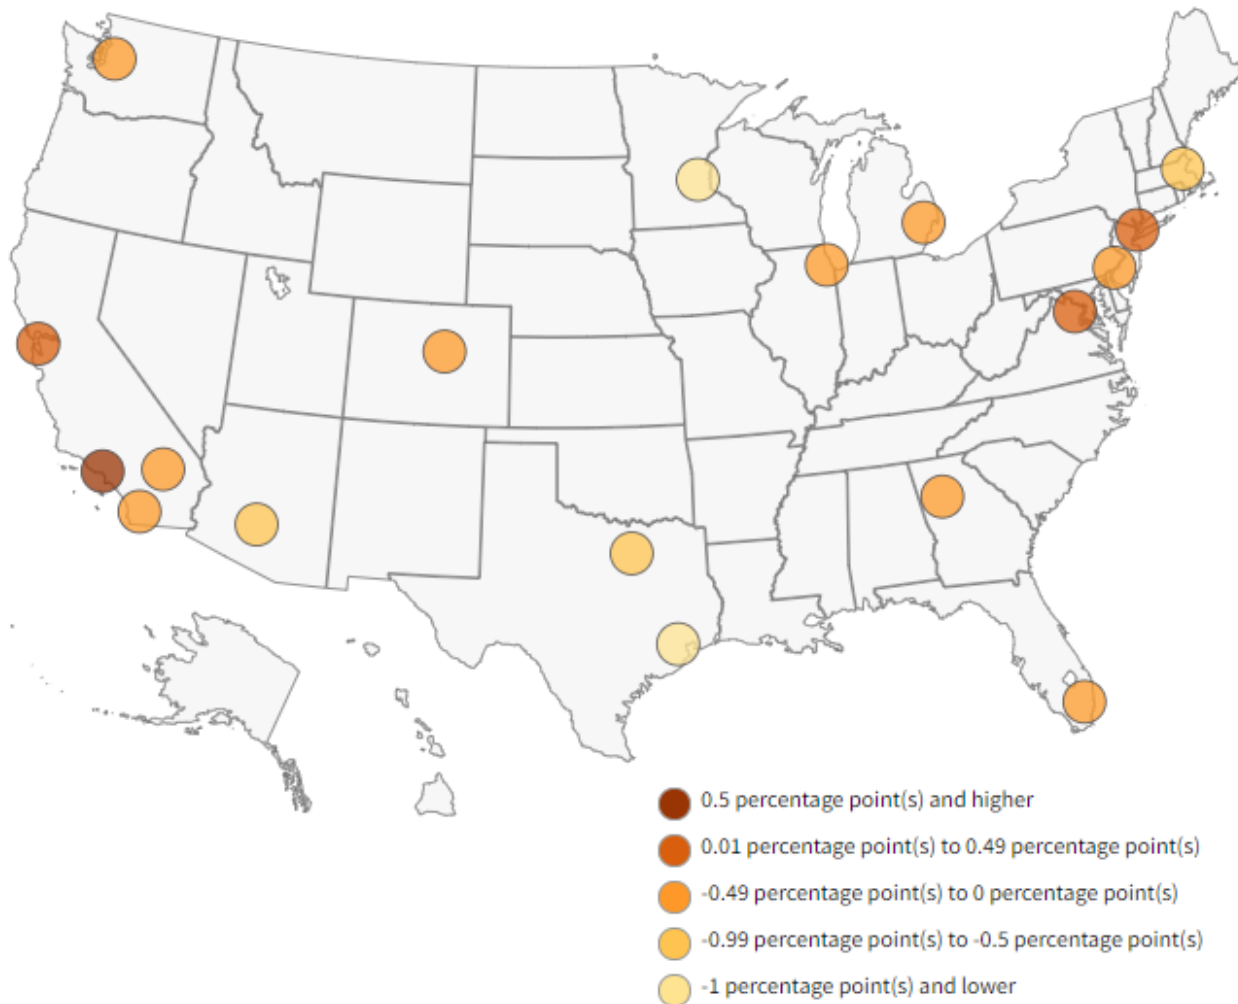 0.5 percentage point(s) and higher
0.01 percentage point(s) to 0.49 percentage point(s)
-0.49 percentage point(s) to 0 percentage point(s)
-0.99 percentage point(s) to -0.5 percentage point(s)
-1 percentage point(s) and lower